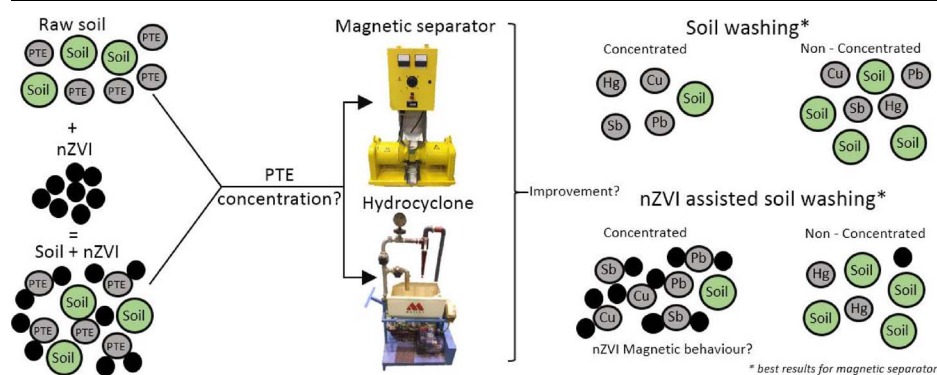 Raw soil
PTE
Soil
Soil
PTE
PTE
Soil
PTE
PTE
+
nZVI
=
Soil + nZVI
PTE
PTE
Soil
Soil
PTE
PTE
Soil
PTE
PTE
concentration?
Magnetic separator
Hydrocyclone
Improvement?
Soil washing*
Concentrated
Hg
Cu
Soil
Sb
Pb
Non - Concentrated
Cu
Soil
Pb
Soil
Sb
Hg
Soil
Soil
nZVI assisted soil washing*
Concentrated
Sb
Pb
Cu
Pb
Soil
Cu
Sb
nZVI Magnetic behaviour?
Non - Concentrated
Hg
Soil
Soil
Soil
Hg
Soil
* best results for magnetic separator